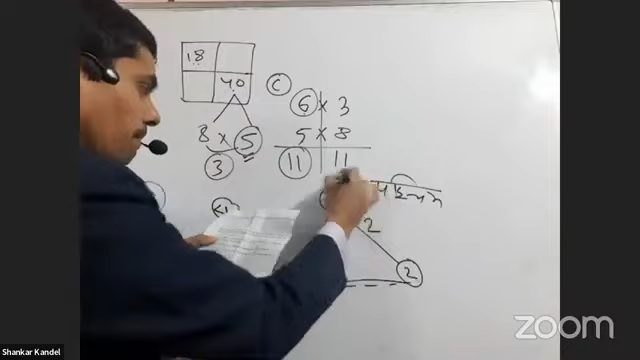 18
40
C
6 × 3
8 × 5
5 × 8
3
11 | 11
2
2
Shankar Kandel
zoom